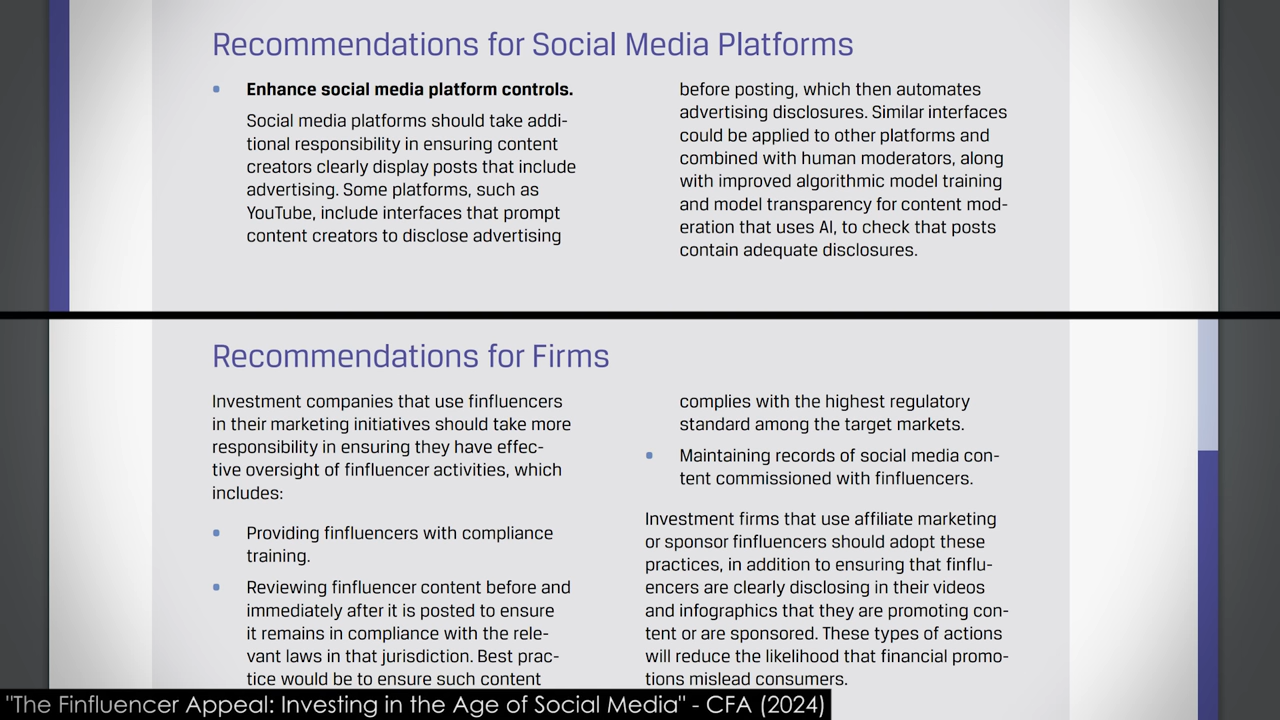 Recommendations for Social Media Platforms
Enhance social media platform controls.
Social media platforms should take addi-
tional responsibility in ensuring content
creators clearly display posts that include
advertising. Some platforms, such as
YouTube, include interfaces that prompt
content creators to disclose advertising
before posting, which then automates
advertising disclosures. Similar interfaces
could be applied to other platforms and
combined with human moderators, along
with improved algorithmic model training
and model transparency for content mod-
eration that uses AI, to check that posts
contain adequate disclosures.
Recommendations for Firms
Investment companies that use finfluencers
in their marketing initiatives should take more
responsibility in ensuring they have effec-
tive oversight of finfluencer activities, which
includes:
Providing finfluencers with compliance
training.
Reviewing finfluencer content before and
immediately after it is posted to ensure
it remains in compliance with the rele-
vant laws in that jurisdiction. Best prac-
tice would be to ensure such content
complies with the highest regulatory
standard among the target markets.
Maintaining records of social media con-
tent commissioned with finfluencers.
Investment firms that use affiliate marketing
or sponsor finfluencers should adopt these
practices, in addition to ensuring that finflu-
encers are clearly disclosing in their videos
and infographics that they are promoting con-
tent or are sponsored. These types of actions
will reduce the likelihood that financial promo-
tions mislead consumers.
"The Finfluencer Appeal: Investing in the Age of Social Media" - CFA (2024)